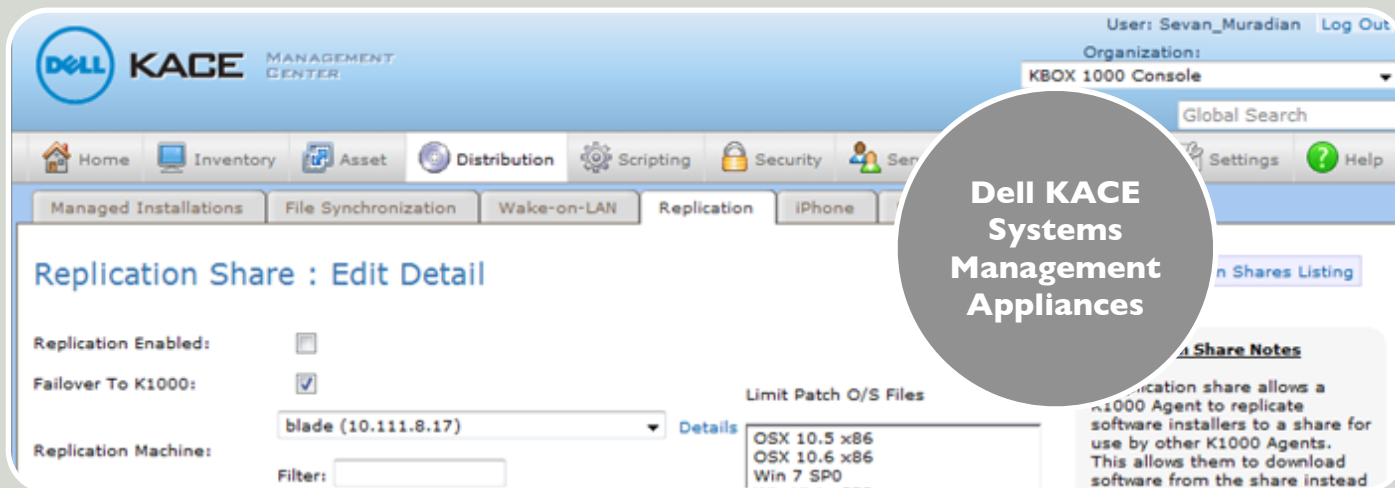 User: Sevan_Muradian Log Out
DELL KACE MANAGEMENT CENTER
Organization:
KBOX 1000 Console
Global Search
Home Inventory Asset Distribution Scripting Security Settings Help
Managed Installations File Synchronization Wake-on-LAN Replication iPhone
Dell KACE
Systems
Management
Appliances
Replication Share : Edit Detail
Shares Listing
Replication Enabled:
Failover To K1000:
blade (10.111.8.17)
Details
Replication Machine:
Filter:
Limit Patch O/S Files
OSX 10.5 x86
OSX 10.6 x86
Win 7 SP0
Share Notes
share allows a
K1000 Agent to replicate
software installers to a share for
use by other K1000 Agents.
This allows them to download
software from the share instead